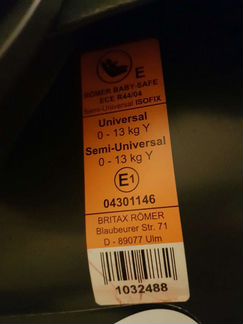 E
RÖMER BABY-SAFE
ECE R44/04
Semi-Universal ISOFIX
Universal
0 - 13 kg Y
Semi-Universal
0 - 13 kg Y
E1
04301146
BRITAX RÖMER
Blaubeurer Str. 71
D - 89077 Ulm
1032488